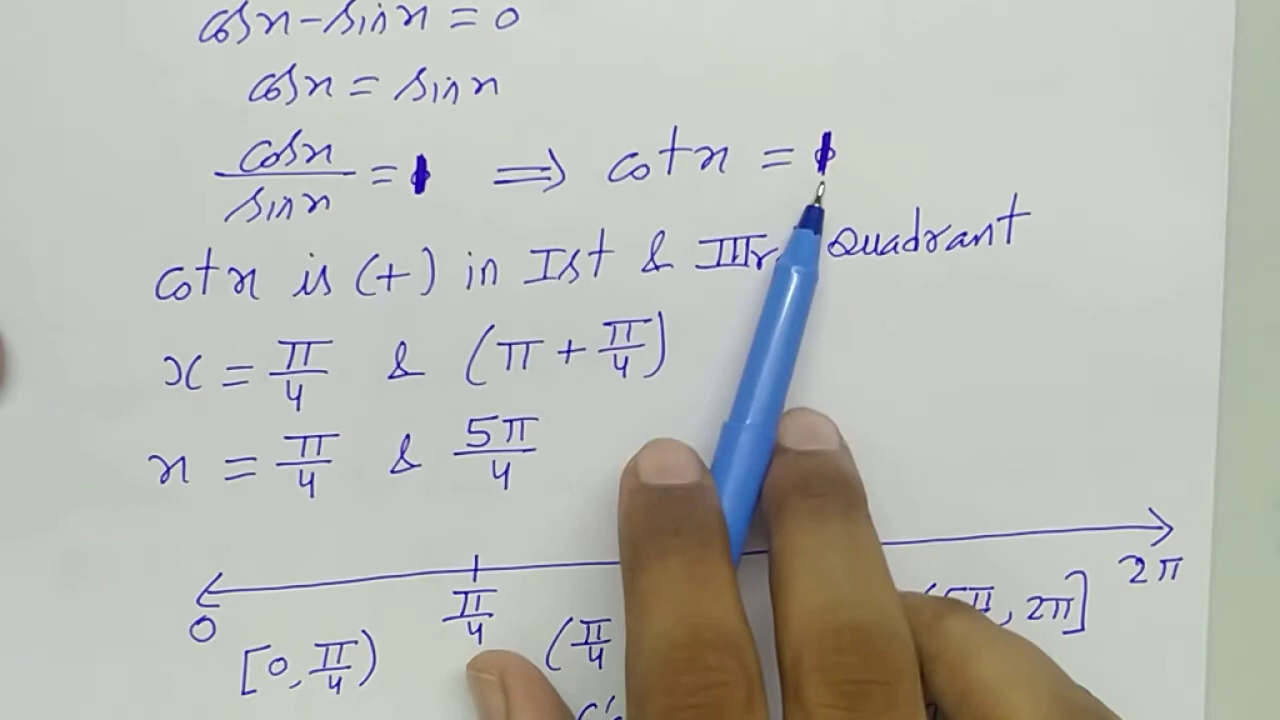 cosx-sinx=0
cosx = sinx
cosx/sinx = 1 ⟹ cotx = 1
cotx is (+) in Ist & IIIr quadrant
x = π/4 & (π + π/4)
x = π/4 & 5π/4
0 π/4 2π
[0, π/4) (π/4 , 2π]